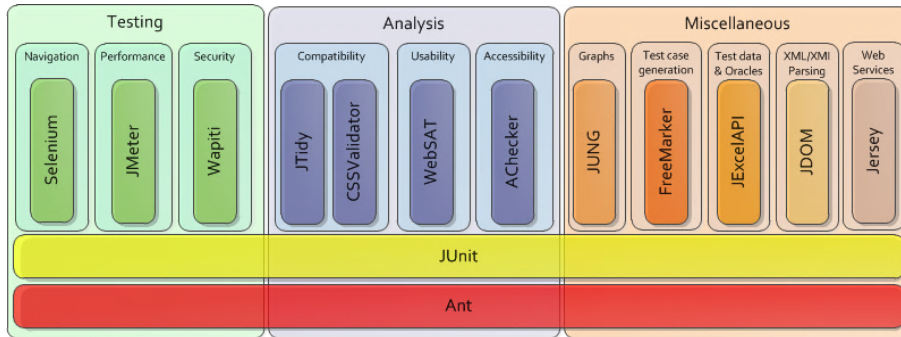 Testing
Analysis
Miscellaneous
Navigation
Performance
Security
Compatibility
Usability
Accessibility
Graphs
Test case
generation
Test data
& Oracles
XML/XMI
Parsing
Web
Services
Selenium
JMeter
Wapiti
JTidy
CSSValidator
WebSAT
AChecker
JUNG
FreeMarker
JExcelAPI
JDOM
Jersey
JUnit
Ant